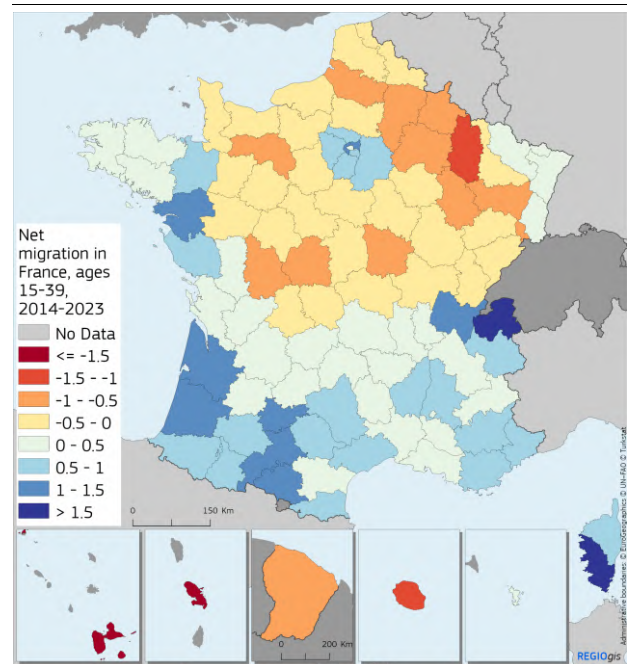 Net
migration in
France, ages
15-39,
2014-2023
No Data
<= -1.5
-1.5 - -1
-1 - -0.5
-0.5 - 0
0 - 0.5
0.5 - 1
1 - 1.5
> 1.5
0 150 Km
0 200 Km
Administrative boundaries: © EuroGeographics © UN-FAO © Turkstat
REGIOgis